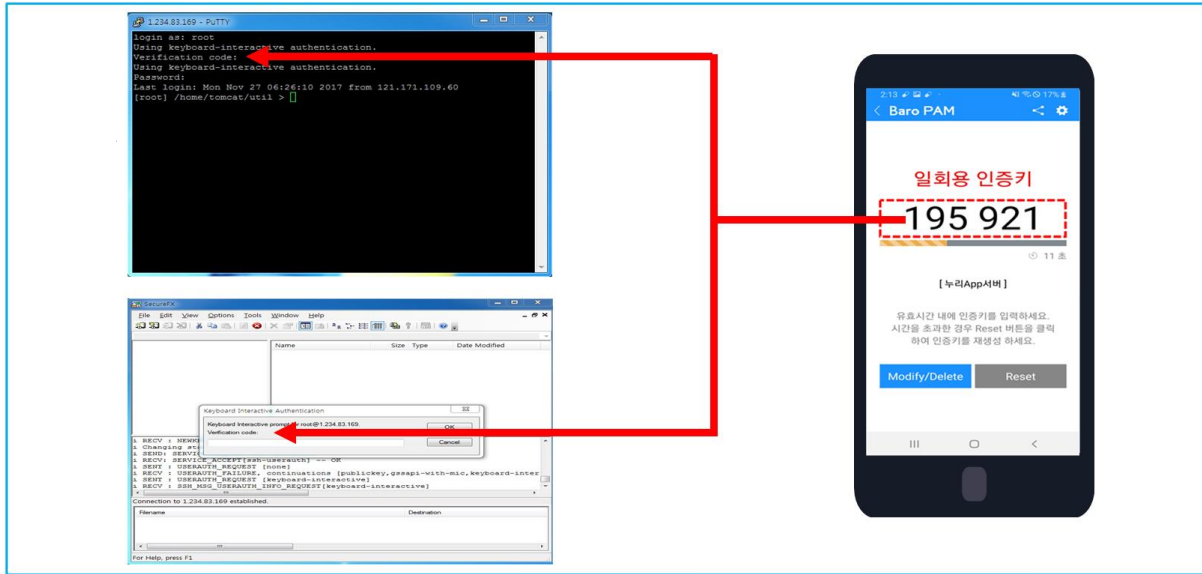 1.234.83.169 - PuTTY
login as: root
Using keyboard-interactive authentication.
Verification code:
Using keyboard-interactive authentication.
Password:
Last login: Mon Nov 27 06:26:10 2017 from 121.171.109.60
[root] /home/tomcat/util >
SecureFX
File Edit View Options Tools Window Help
Name Size Type Date Modified
Keyboard Interactive Authentication
Keyboard Interactive prompt for root@1.234.83.169.
Verification code:
OK
Cancel
i RECV : NEWK
i Changing st
i SEND: SERVIC
i RECV: SERVICE_ACCEPT[ssh-userauth] -- OK
i SENT : USERAUTH_REQUEST [none]
i RECV : USERAUTH_FAILURE, continuations [publickey,gssapi-with-mic,keyboard-inter
i SENT : USERAUTH_REQUEST [keyboard-interactive]
i RECV : SSH_MSG_USERAUTH_INFO_REQUEST[keyboard-interactive]
Connection to 1.234.83.169 established.
Filename Destination
For Help, press F1
2:13 17%
Baro PAM
일회용 인증키
195 921
11 초
[ 누리App서버 ]
유효시간 내에 인증키를 입력하세요.
시간을 초과한 경우 Reset 버튼을 클릭
하여 인증키를 재생성 하세요.
Modify/Delete Reset